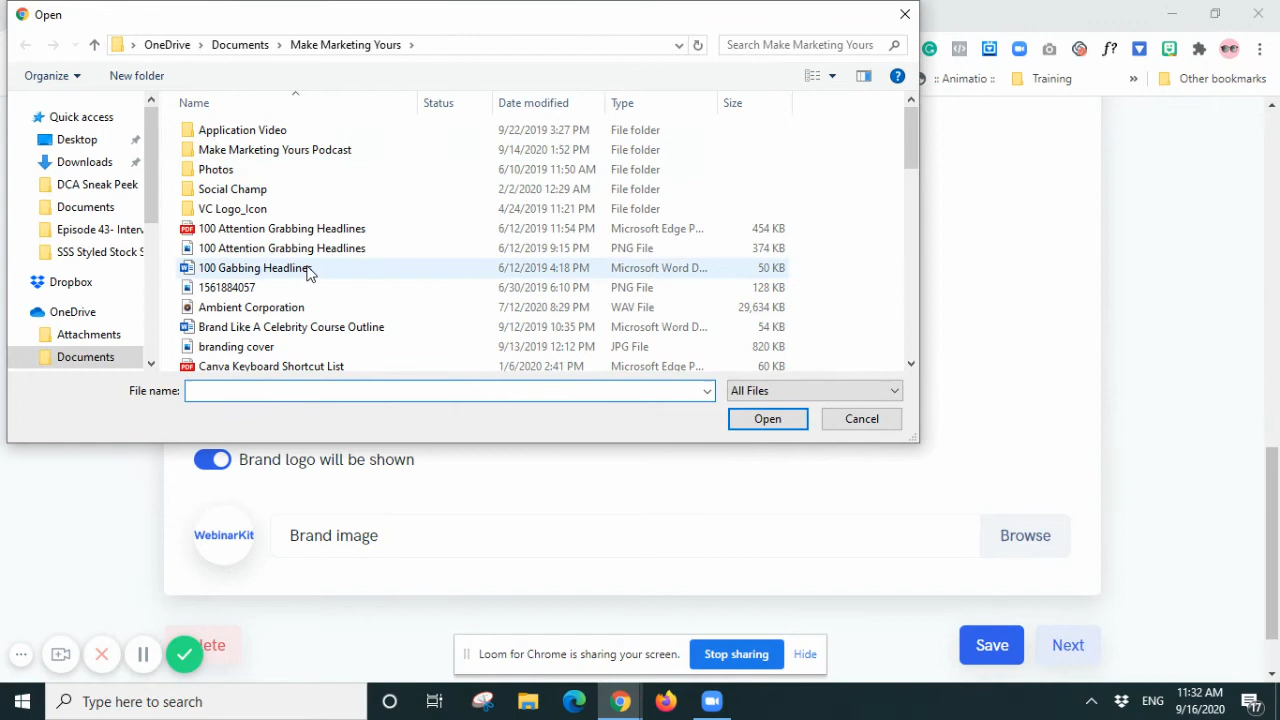 Open
OneDrive > Documents > Make Marketing Yours >
Search Make Marketing Yours
Organize
New folder
Name Status Date modified Type Size
Quick access
Desktop
Downloads
DCA Sneak Peek
Documents
Episode 43- Interv
SSS Styled Stock S
Dropbox
OneDrive
Attachments
Documents
Application Video 9/22/2019 3:27 PM File folder
Make Marketing Yours Podcast 9/14/2020 1:52 PM File folder
Photos 6/10/2019 11:50 AM File folder
Social Champ 2/2/2020 12:29 AM File folder
VC Logo_Icon 4/24/2019 11:21 PM File folder
100 Attention Grabbing Headlines 6/12/2019 11:54 PM Microsoft Edge P... 454 KB
100 Attention Grabbing Headlines 6/12/2019 9:15 PM PNG File 374 KB
100 Gabbing Headlines 6/12/2019 4:18 PM Microsoft Word D... 50 KB
1561884057 6/30/2019 6:10 PM PNG File 128 KB
Ambient Corporation 7/12/2020 8:29 PM WAV File 29,634 KB
Brand Like A Celebrity Course Outline 9/12/2019 10:35 PM Microsoft Word D... 54 KB
branding cover 9/13/2019 12:12 PM JPG File 820 KB
Canva Keyboard Shortcut List 1/6/2020 2:41 PM Microsoft Edge P... 60 KB
File name:
All Files
Open
Cancel
f?
:: Animatio ::
Training
»
Other bookmarks
Brand logo will be shown
WebinarKit
Brand image
Browse
lete
Loom for Chrome is sharing your screen.
Stop sharing
Hide
Save
Next
Type here to search
ENG
11:32 AM
9/16/2020
17